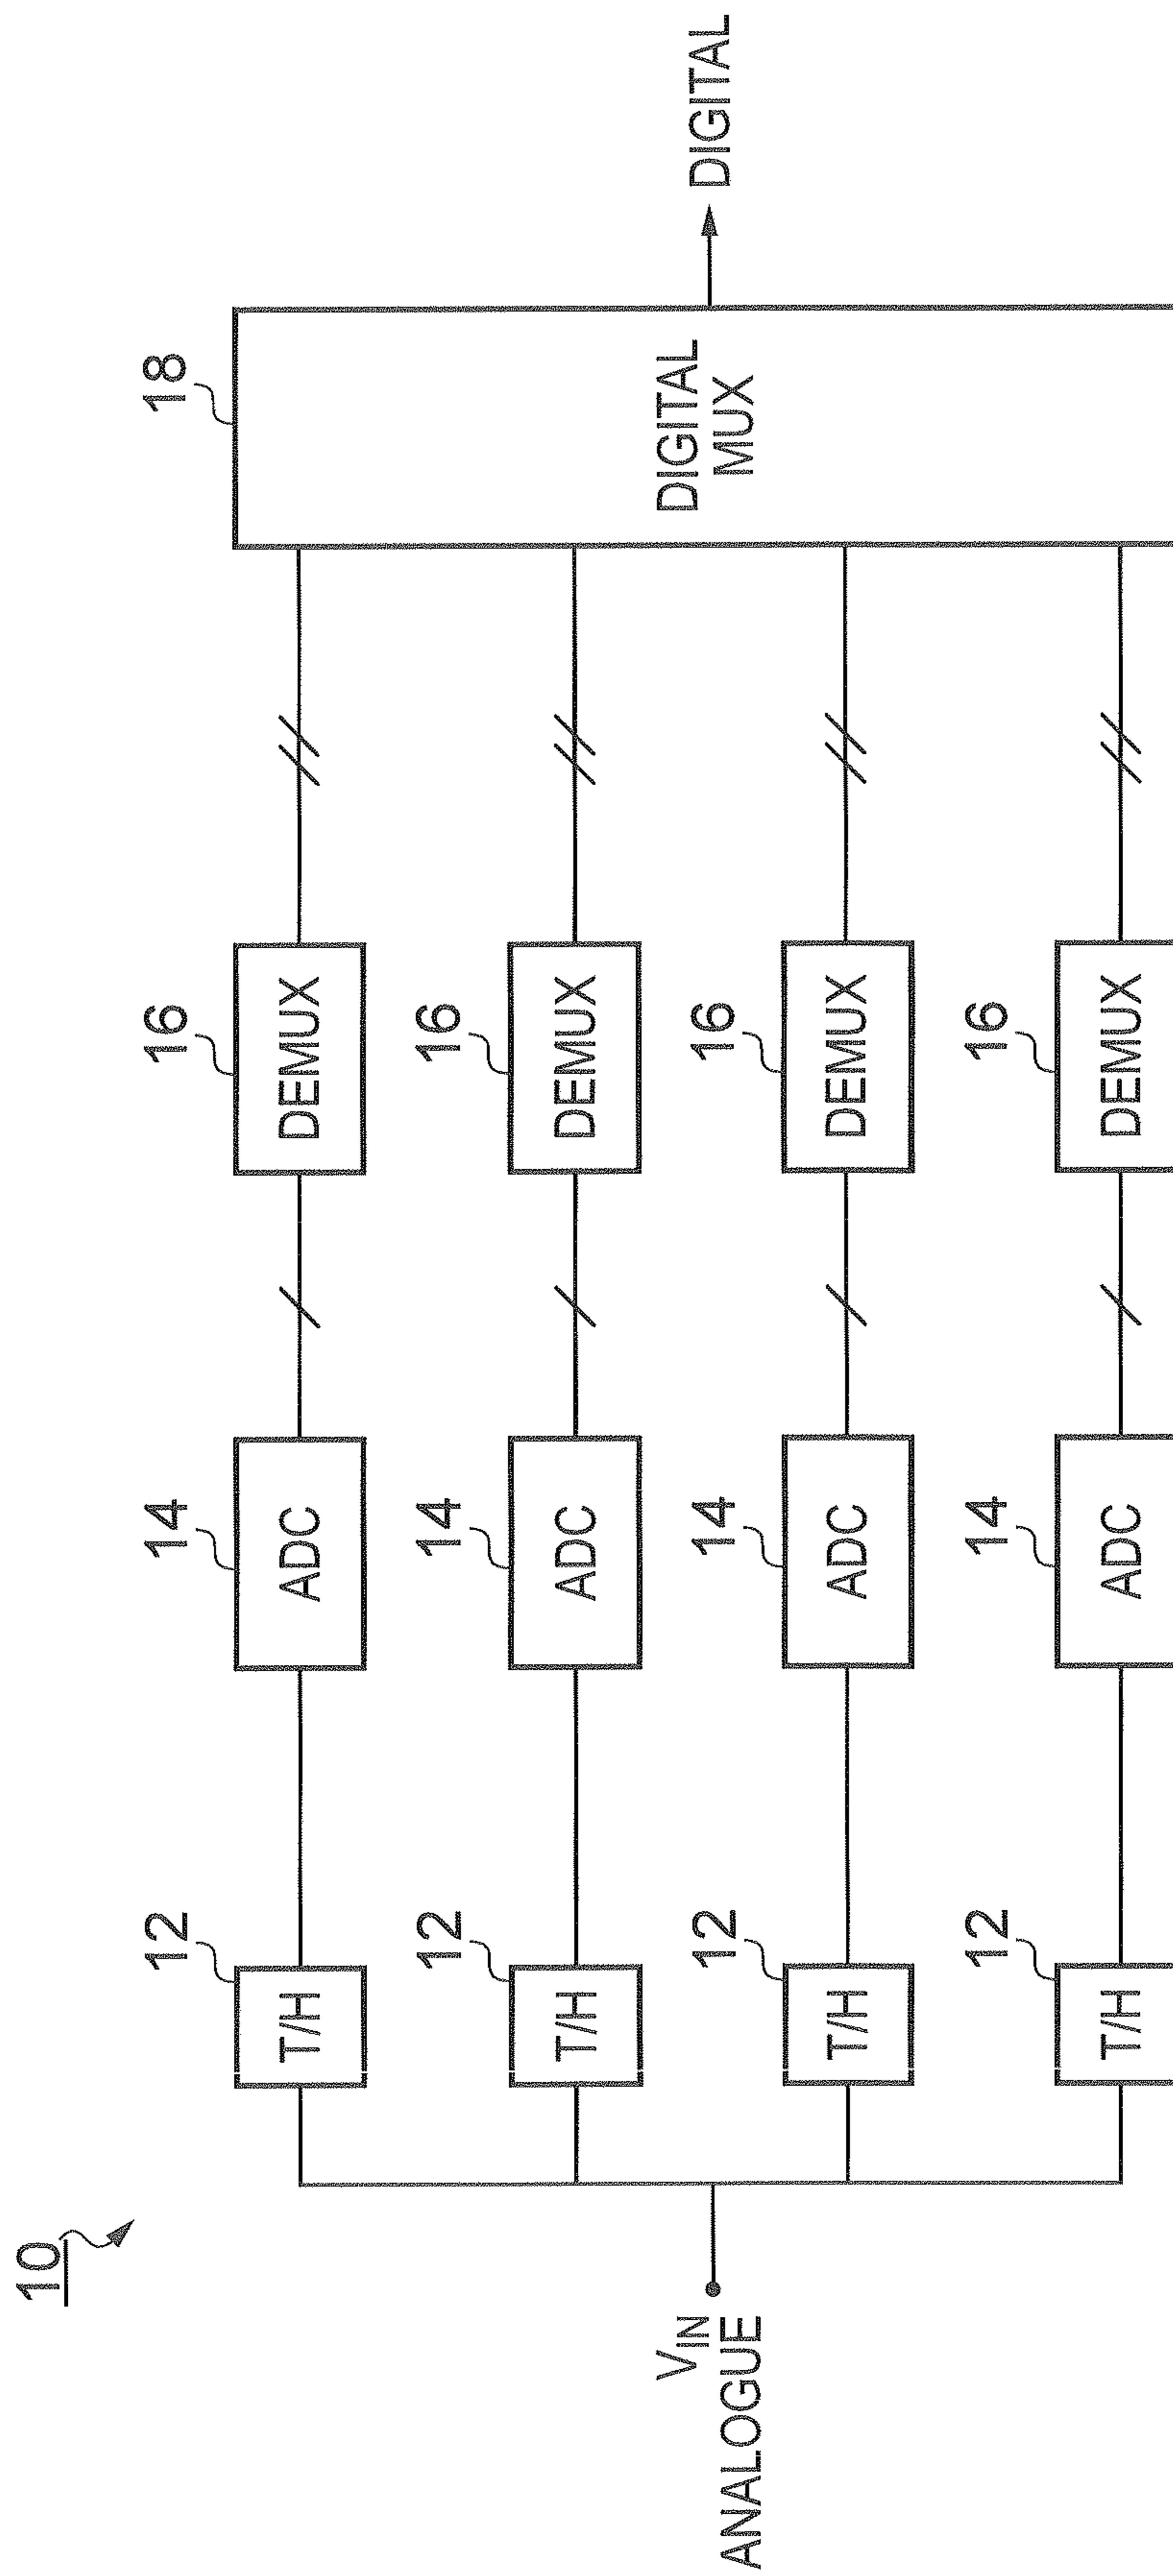 10
V_IN
ANALOGUE
12
T/H
14
ADC
16
DEMUX
12
T/H
14
ADC
16
DEMUX
12
T/H
14
ADC
16
DEMUX
12
T/H
14
ADC
16
DEMUX
18
DIGITAL
MUX
DIGITAL